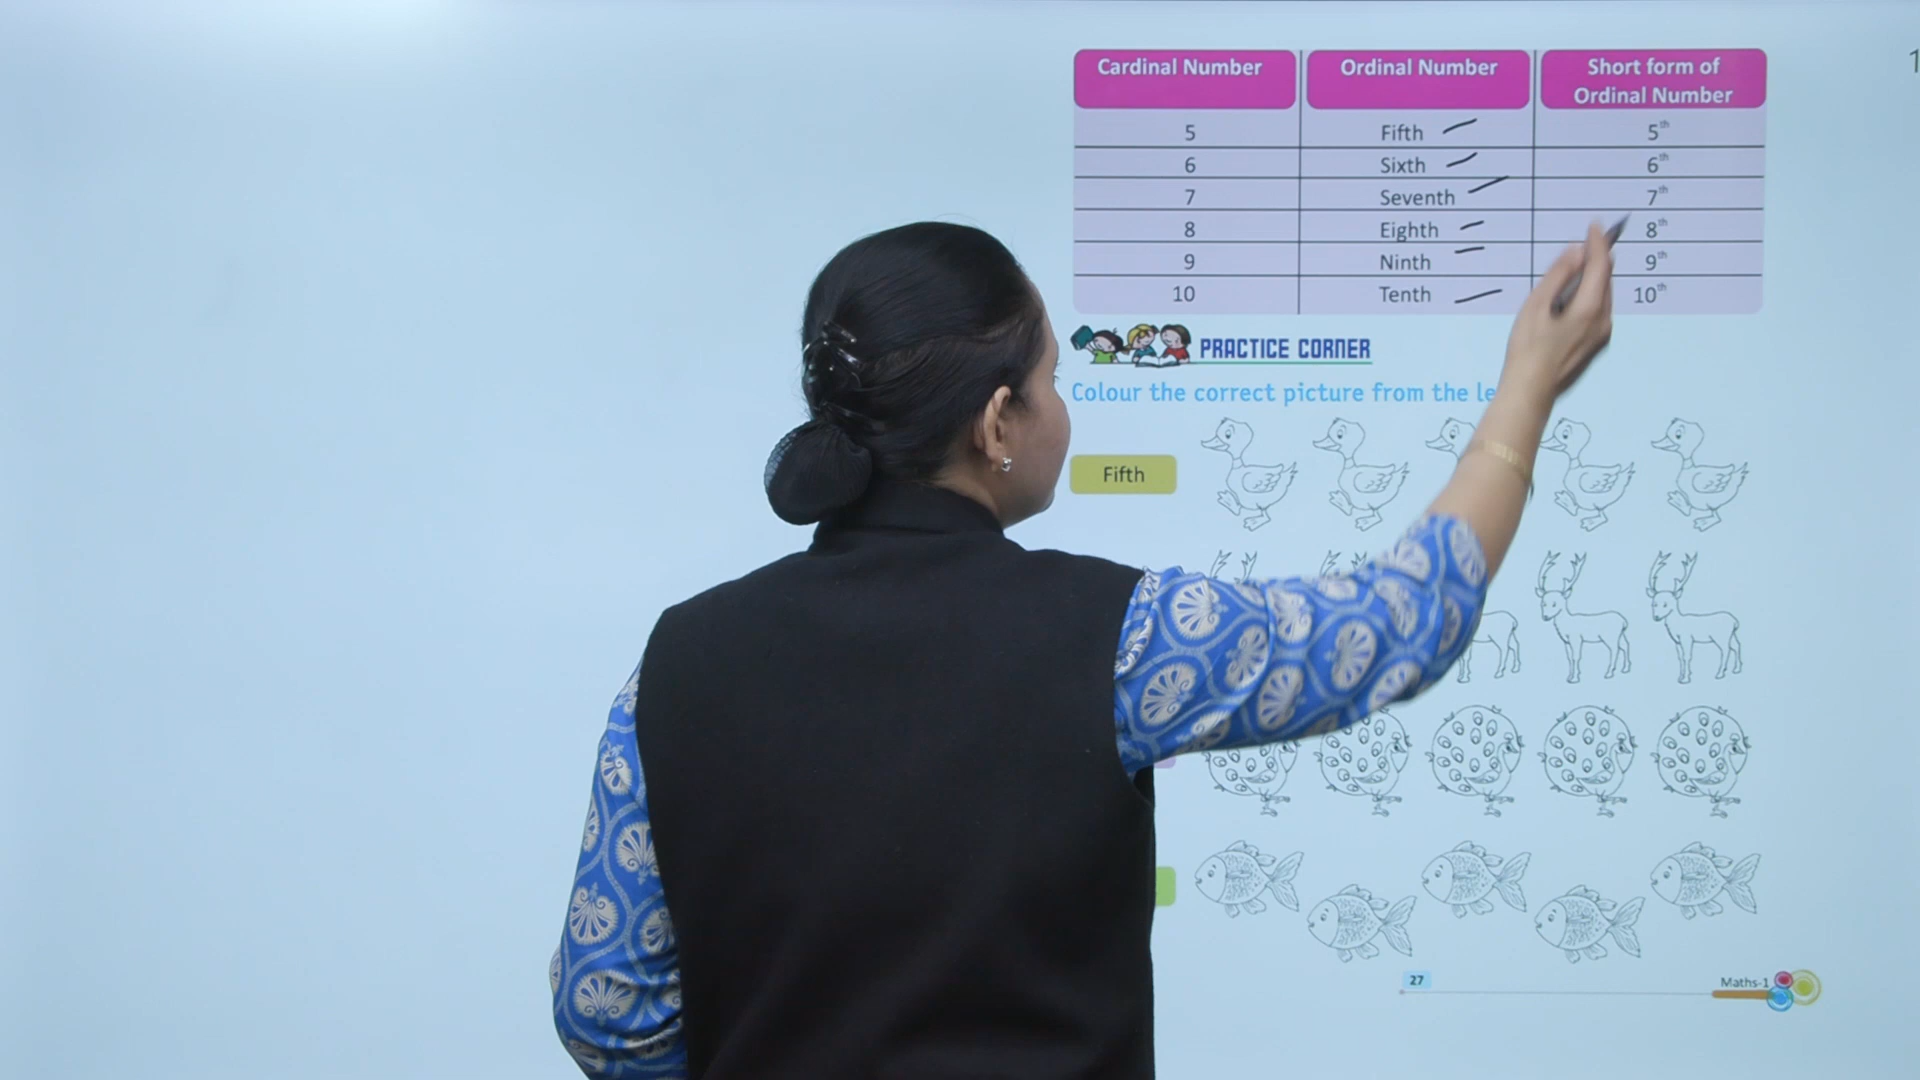 Cardinal Number Ordinal Number Short form of Ordinal Number
5 Fifth 5th
6 Sixth 6th
7 Seventh 7th
8 Eighth 8th
9 Ninth 9th
10 Tenth 10th
PRACTICE CORNER
Colour the correct picture from the
Fifth
27
Maths-1